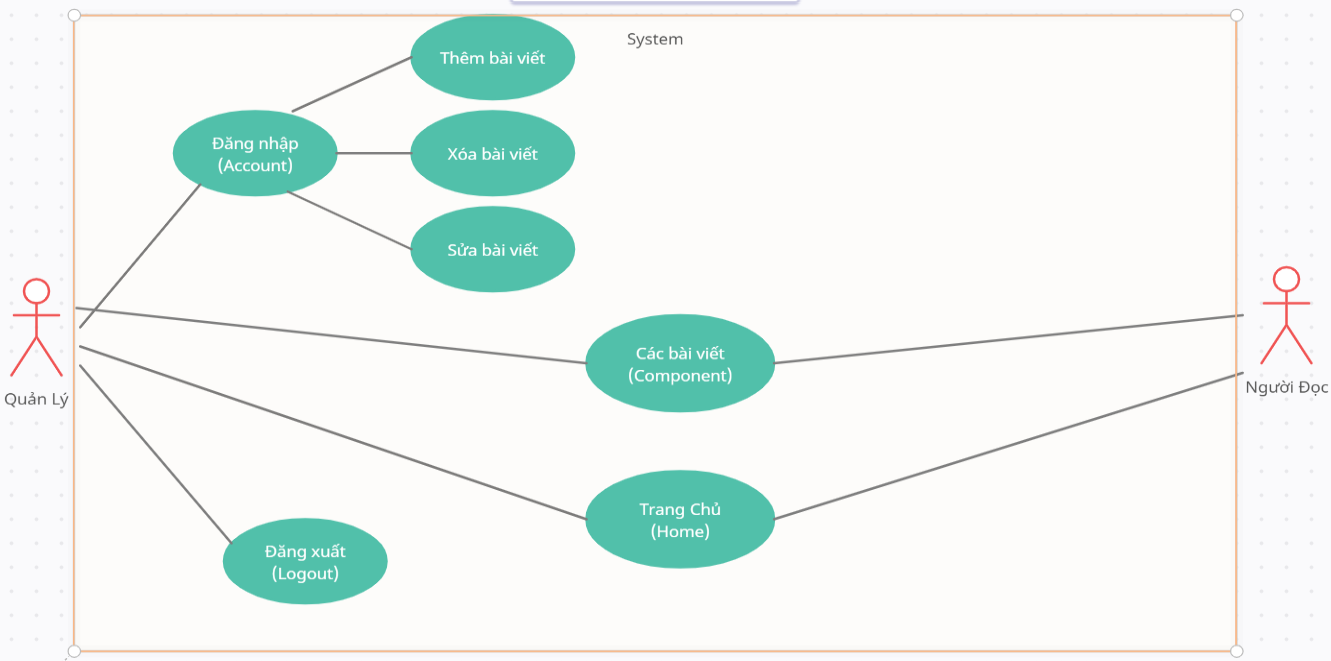 System
Thêm bài viết
Đăng nhập
(Account)
Xóa bài viết
Sửa bài viết
Các bài viết
(Component)
Quản Lý
Người Đọc
Trang Chủ
(Home)
Đăng xuất
(Logout)